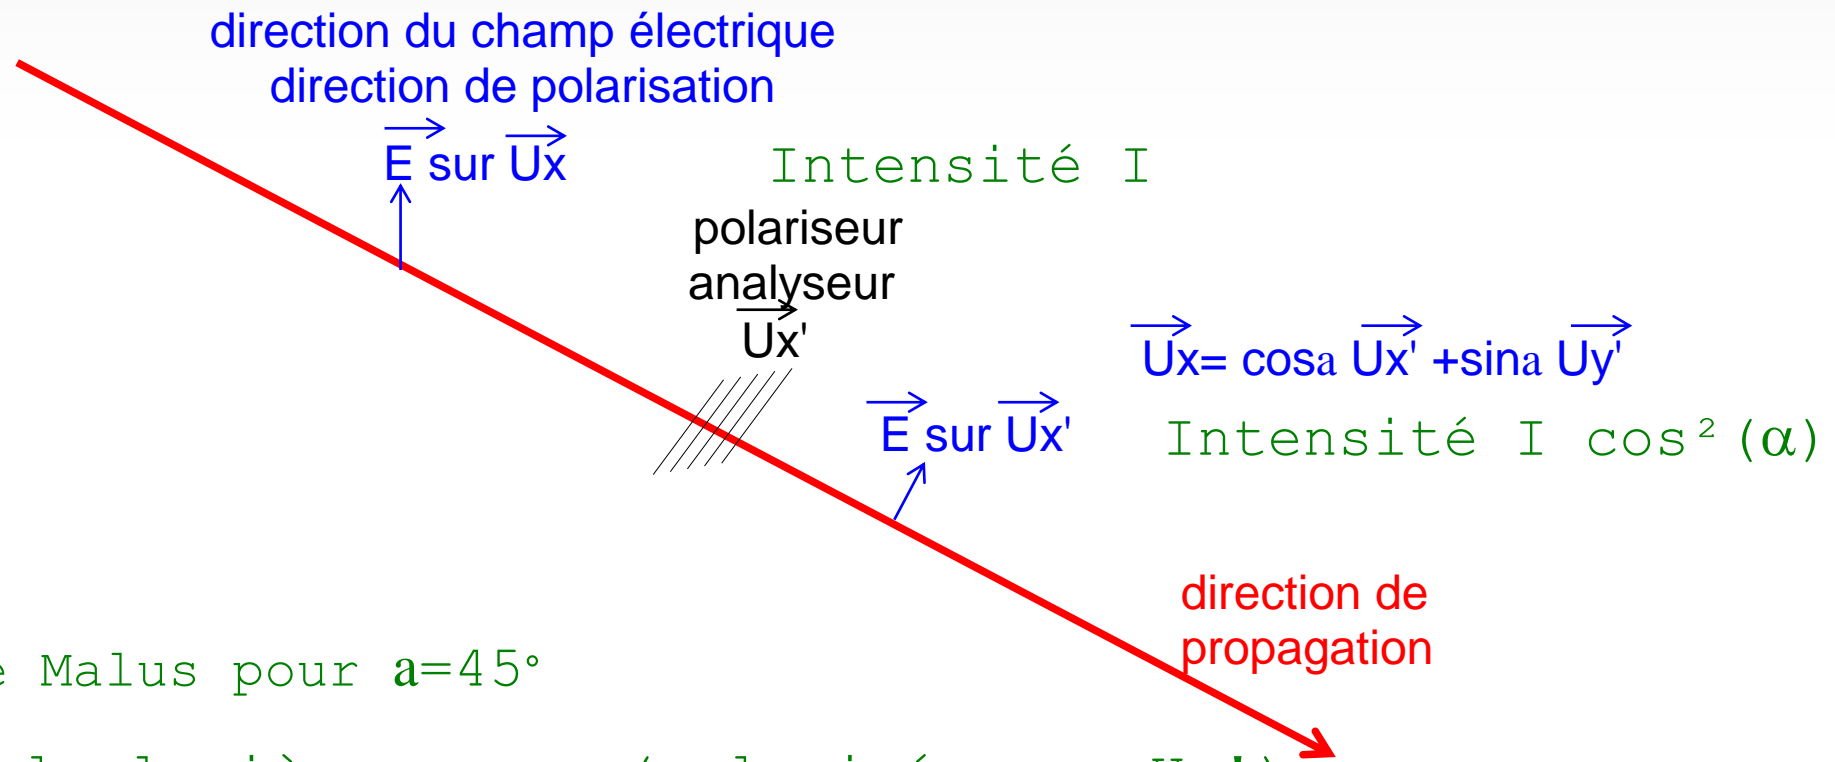 direction du champ électrique
direction de polarisation
E sur Ux
Intensité I
polariseur
analyseur
Ux'
Ux= cosa Ux' +sina Uy'
E sur Ux'
Intensité I cos²(α)
direction de
propagation
Malus pour a=45°